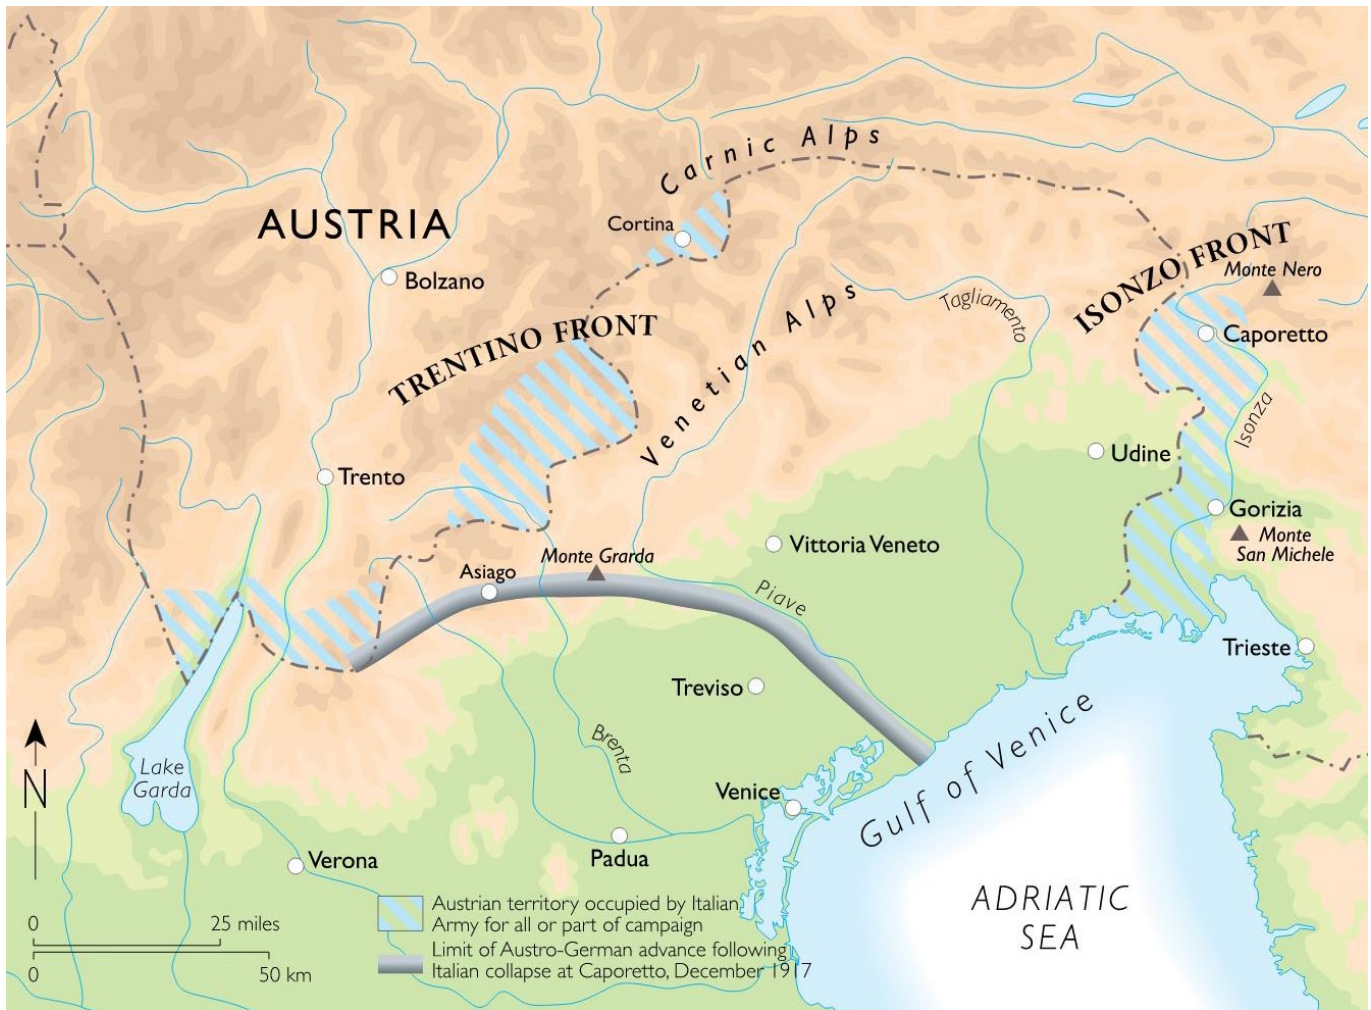 Carnic Alps
AUSTRIA
Cortina
ISONZO FRONT
Monte Nero
Bolzano
Tagliamento
Venetian Alps
TRENTINO FRONT
Caporetto
Isonza
Udine
Trento
Gorizia
Monte
San Michele
Vittoria Veneto
Monte Grarda
Asiago
Piave
Trieste
Treviso
Brenta
Gulf of Venice
Lake
Garda
N
Venice
Verona
Padua
ADRIATIC
SEA
Austrian territory occupied by Italian
Army for all or part of campaign
Limit of Austro-German advance following
Italian collapse at Caporetto, December 1917
0 25 miles
0 50 km